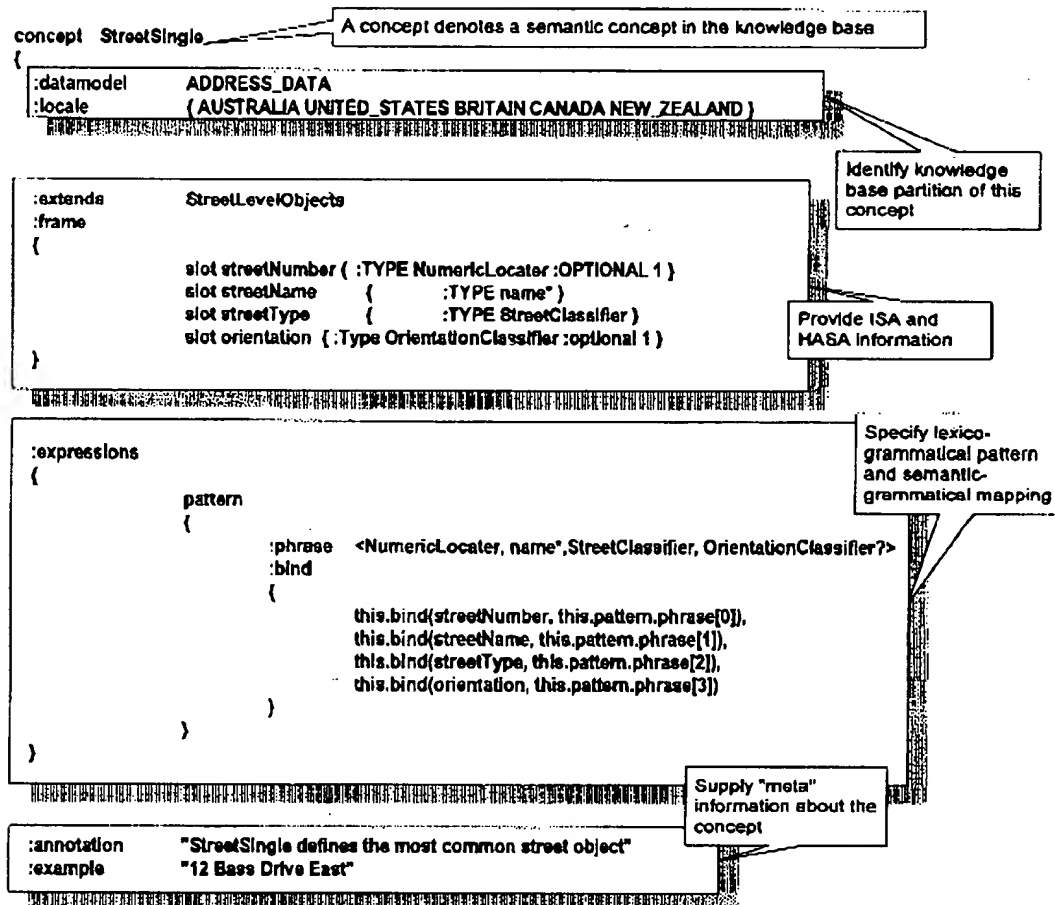 A concept denotes a semantic concept in the knowledge base
concept StreetSingle
{
:datamodel ADDRESS_DATA
:locale { AUSTRALIA UNITED_STATES BRITAIN CANADA NEW_ZEALAND }
Identify knowledge
base partition of this
concept
:extends StreetLevelObjects
:frame
{
slot streetNumber { :TYPE NumericLocater :OPTIONAL 1 }
slot streetName { :TYPE name* }
slot streetType { :TYPE StreetClassifier }
slot orientation { :Type OrientationClassifier :optional 1 }
}
Provide ISA and
HASA information
Specify lexico-
grammatical pattern
and semantic-
grammatical mapping
:expressions
{
pattern
{
:phrase <NumericLocater, name*,StreetClassifier, OrientationClassifier?>
:bind
{
this.bind(streetNumber, this.pattern.phrase[0]),
this.bind(streetName, this.pattern.phrase[1]),
this.bind(streetType, this.pattern.phrase[2]),
this.bind(orientation, this.pattern.phrase[3])
}
}
}
Supply "meta"
information about the
concept
:annotation "StreetSingle defines the most common street object"
:example "12 Bass Drive East"